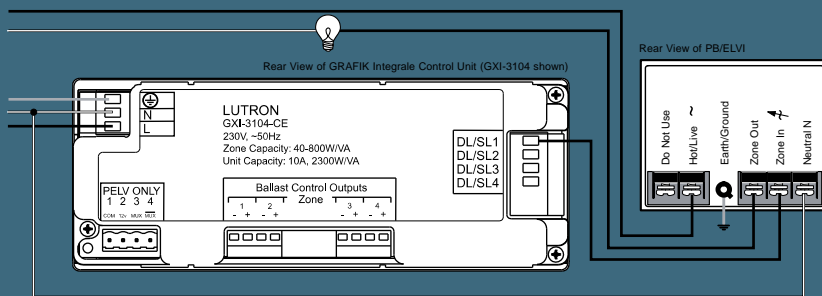 Rear View of PB/ELVI
Rear View of GRAFIK Integrale Control Unit (GXI-3104 shown)
N
L
LUTRON
GXI-3104-CE
230V, ~50Hz
Zone Capacity: 40-800W/VA
Unit Capacity: 10A, 2300W/VA
DL/SL1
DL/SL2
DL/SL3
DL/SL4
PELV ONLY
1 2 3 4
COM 12v MUX MUX
Ballast Control Outputs
Zone
1 2 3 4
- + - + - + - +
Do Not Use
Hot/Live ~
Earth/Ground
Zone Out
Zone In
Neutral N